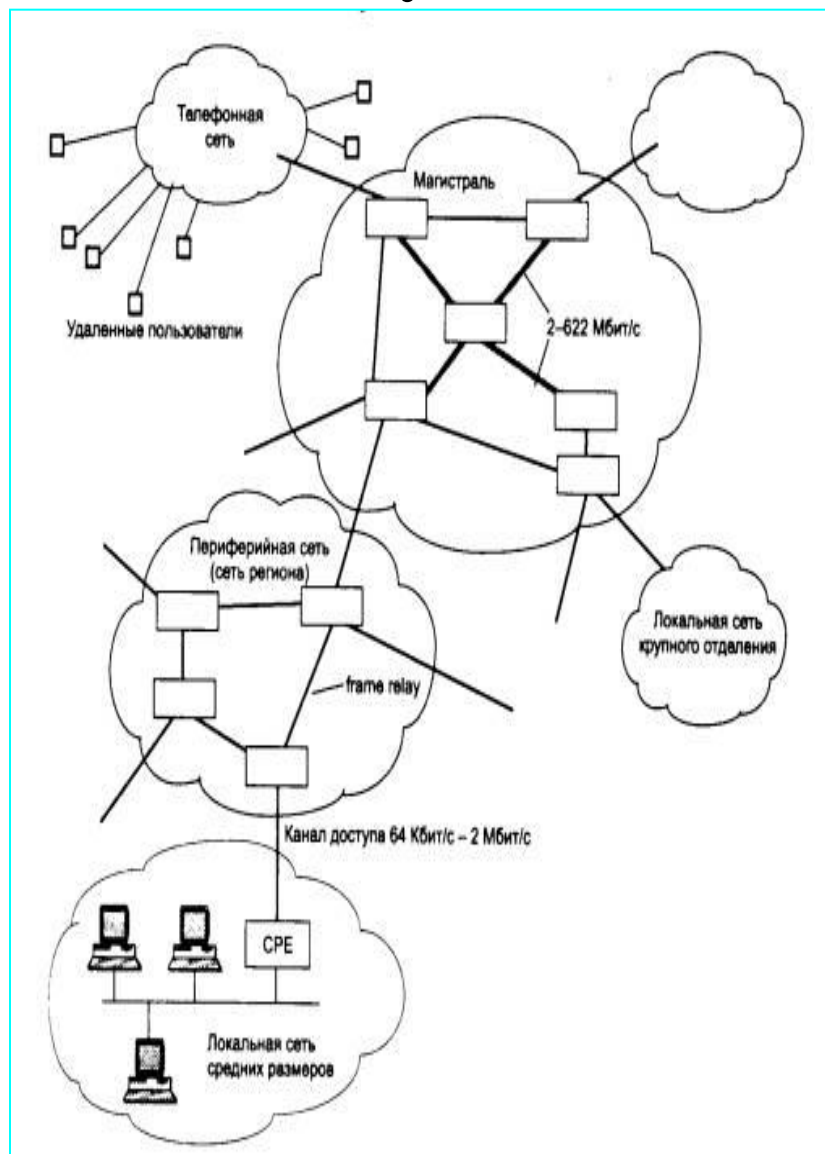 Телефонная
сеть
Магистраль
Удаленные пользователи
2–622 Мбит/с
Периферийная сеть
(сеть региона)
Локальная сеть
крупного отделения
frame relay
Канал доступа 64 Кбит/с – 2 Мбит/с
CPE
Локальная сеть
средних размеров